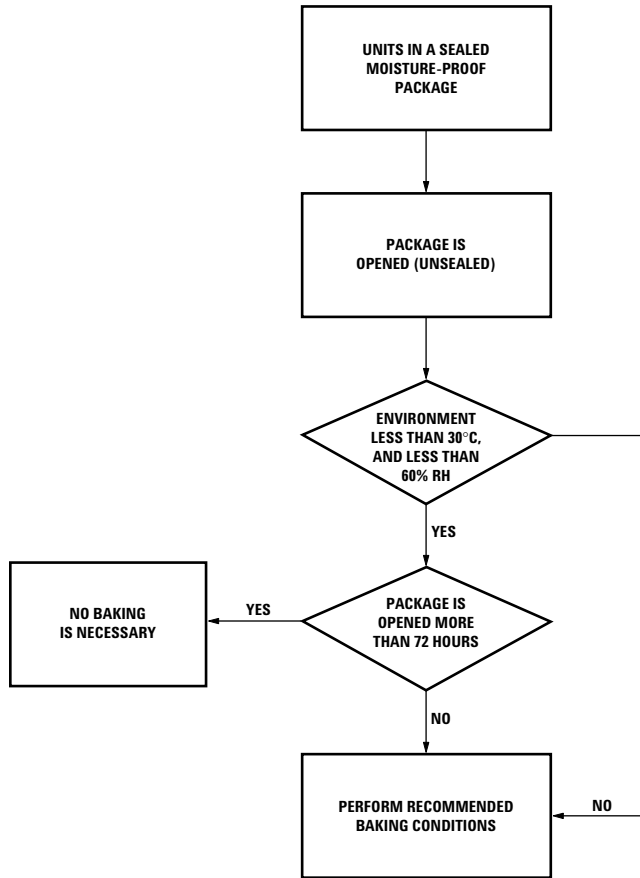 UNITS IN A SEALED
MOISTURE-PROOF
PACKAGE
PACKAGE IS
OPENED (UNSEALED)
ENVIRONMENT
LESS THAN 30°C,
AND LESS THAN
60% RH
YES
PACKAGE IS
OPENED MORE
THAN 72 HOURS
YES
NO BAKING
IS NECESSARY
NO
PERFORM RECOMMENDED
BAKING CONDITIONS
NO